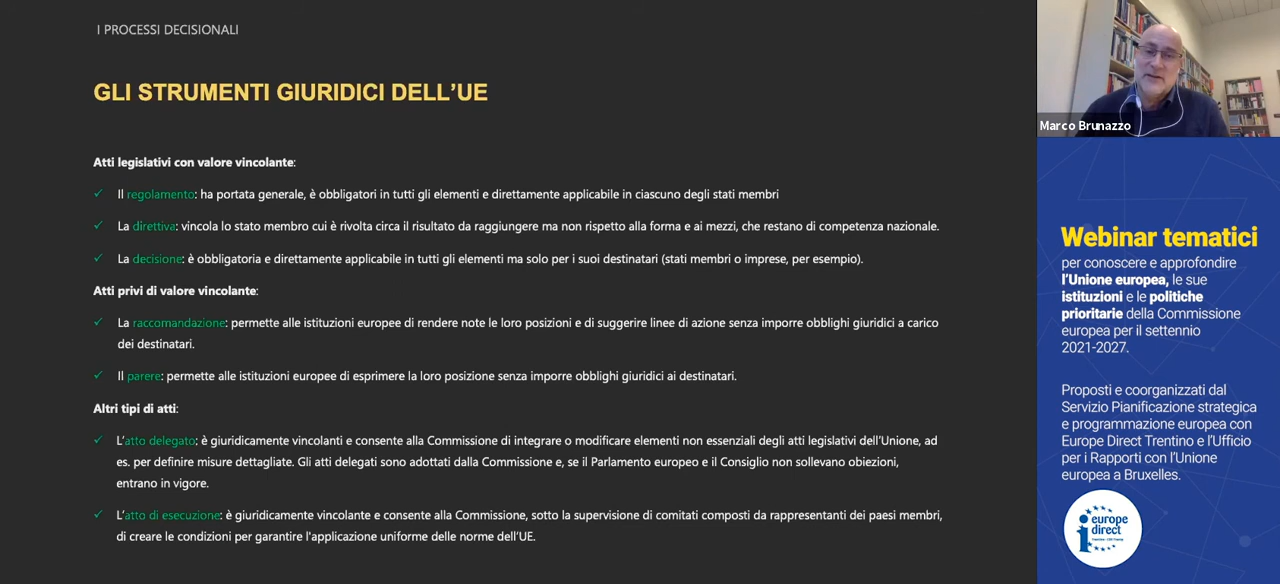 I PROCESSI DECISIONALI
GLI STRUMENTI GIURIDICI DELL'UE
Atti legislativi con valore vincolante:
✓ Il regolamento: ha portata generale, è obbligatori in tutti gli elementi e direttamente applicabile in ciascuno degli stati membri
✓ La direttiva: vincola lo stato membro cui è rivolta circa il risultato da raggiungere ma non rispetto alla forma e ai mezzi, che restano di competenza nazionale.
✓ La decisione: è obbligatoria e direttamente applicabile in tutti gli elementi ma solo per i suoi destinatari (stati membri o imprese, per esempio).
Atti privi di valore vincolante:
✓ La raccomandazione: permette alle istituzioni europee di rendere note le loro posizioni e di suggerire linee di azione senza imporre obblighi giuridici a carico
dei destinatari.
✓ Il parere: permette alle istituzioni europee di esprimere la loro posizione senza imporre obblighi giuridici ai destinatari.
Altri tipi di atti:
✓ L'atto delegato: è giuridicamente vincolanti e consente alla Commissione di integrare o modificare elementi non essenziali degli atti legislativi dell'Unione, ad
es. per definire misure dettagliate. Gli atti delegati sono adottati dalla Commissione e, se il Parlamento europeo e il Consiglio non sollevano obiezioni,
entrano in vigore.
✓ L'atto di esecuzione: è giuridicamente vincolante e consente alla Commissione, sotto la supervisione di comitati composti da rappresentanti dei paesi membri,
di creare le condizioni per garantire l'applicazione uniforme delle norme dell'UE.
Marco Brunazzo
Webinar tematici
per conoscere e approfondire
l'Unione europea, le sue
istituzioni e le politiche
prioritarie della Commissione
europea per il settennio
2021-2027.
Proposti e coorganizzati dal
Servizio Pianificazione strategica
e programmazione europea con
Europe Direct Trentino e l'Ufficio
per i Rapporti con l'Unione
europea a Bruxelles.
europe
direct